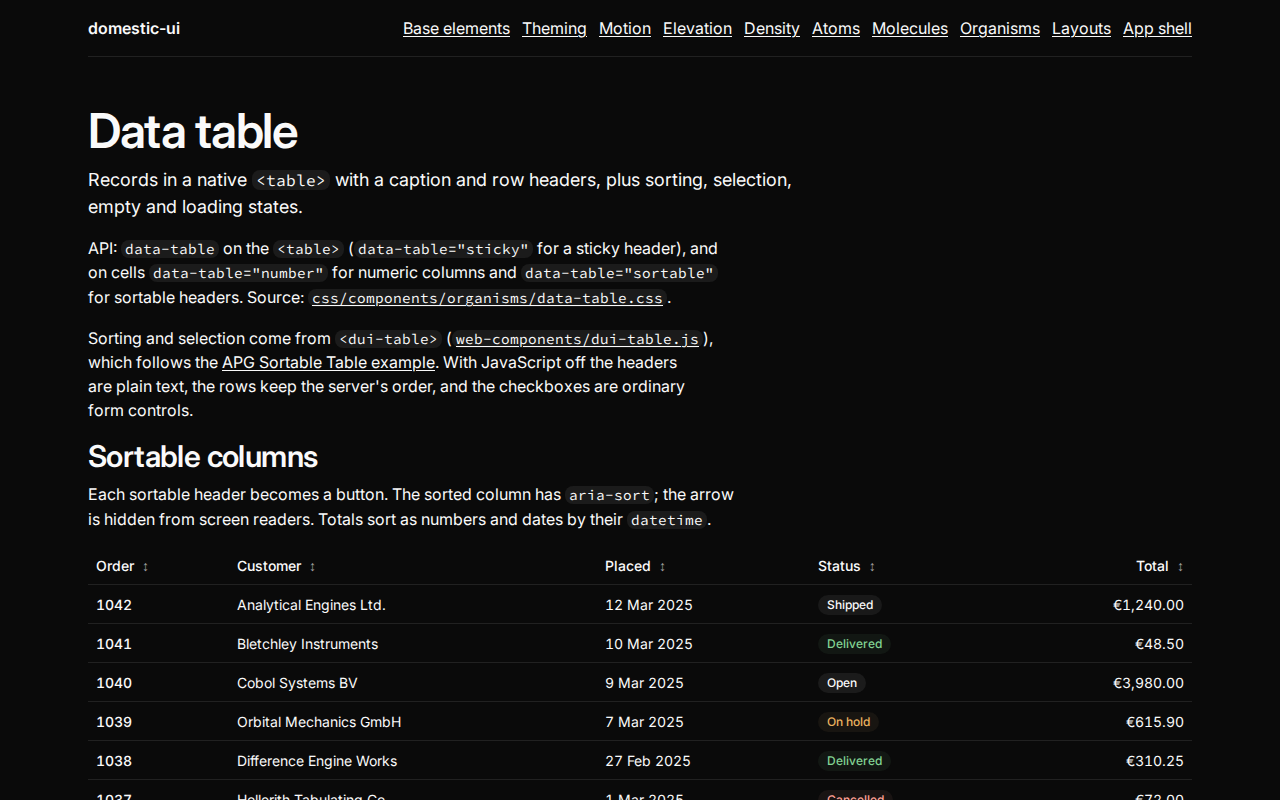 domestic-ui Base elements Theming Motion Elevation Density Atoms Molecules Organisms Layouts App shell
Data table
Records in a native <table> with a caption and row headers, plus sorting, selection,
empty and loading states.
API: data-table on the <table> (data-table="sticky" for a sticky header), and
on cells data-table="number" for numeric columns and data-table="sortable"
for sortable headers. Source: css/components/organisms/data-table.css.
Sorting and selection come from <dui-table> (web-components/dui-table.js),
which follows the APG Sortable Table example. With JavaScript off the headers
are plain text, the rows keep the server's order, and the checkboxes are ordinary
form controls.
Sortable columns
Each sortable header becomes a button. The sorted column has aria-sort; the arrow
is hidden from screen readers. Totals sort as numbers and dates by their datetime.
Order ↕ Customer ↕ Placed ↕ Status ↕ Total ↕
1042 Analytical Engines Ltd. 12 Mar 2025 Shipped €1,240.00
1041 Bletchley Instruments 10 Mar 2025 Delivered €48.50
1040 Cobol Systems BV 9 Mar 2025 Open €3,980.00
1039 Orbital Mechanics GmbH 7 Mar 2025 On hold €615.90
1038 Difference Engine Works 27 Feb 2025 Delivered €310.25
1037 Hollerith Tabulating Co. 1 Mar 2025 Cancelled €72.00